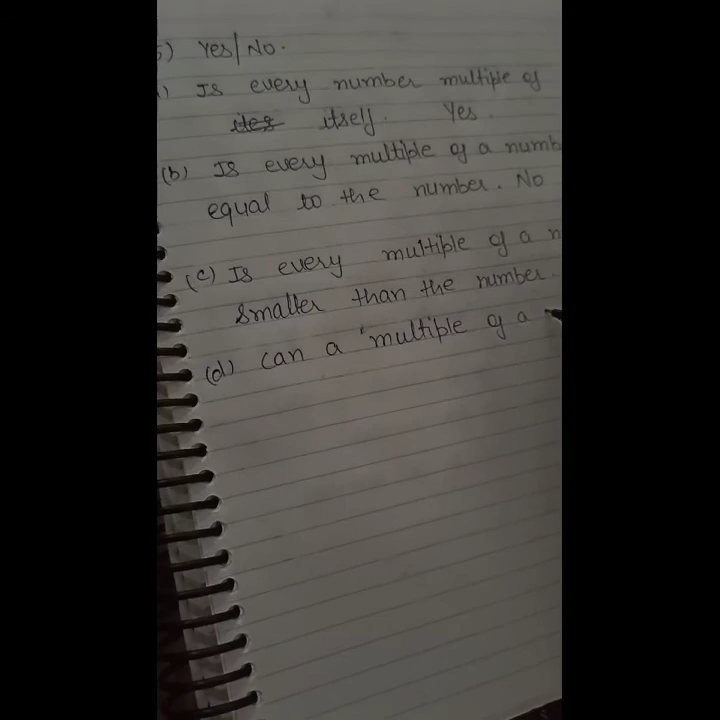 5) Yes/No.
a) Is every number multiple of
itself. Yes.
(b) Is every multiple of a numb
equal to the number. No
(c) Is every multiple of a n
smaller than the number.
(d) can a multiple of a